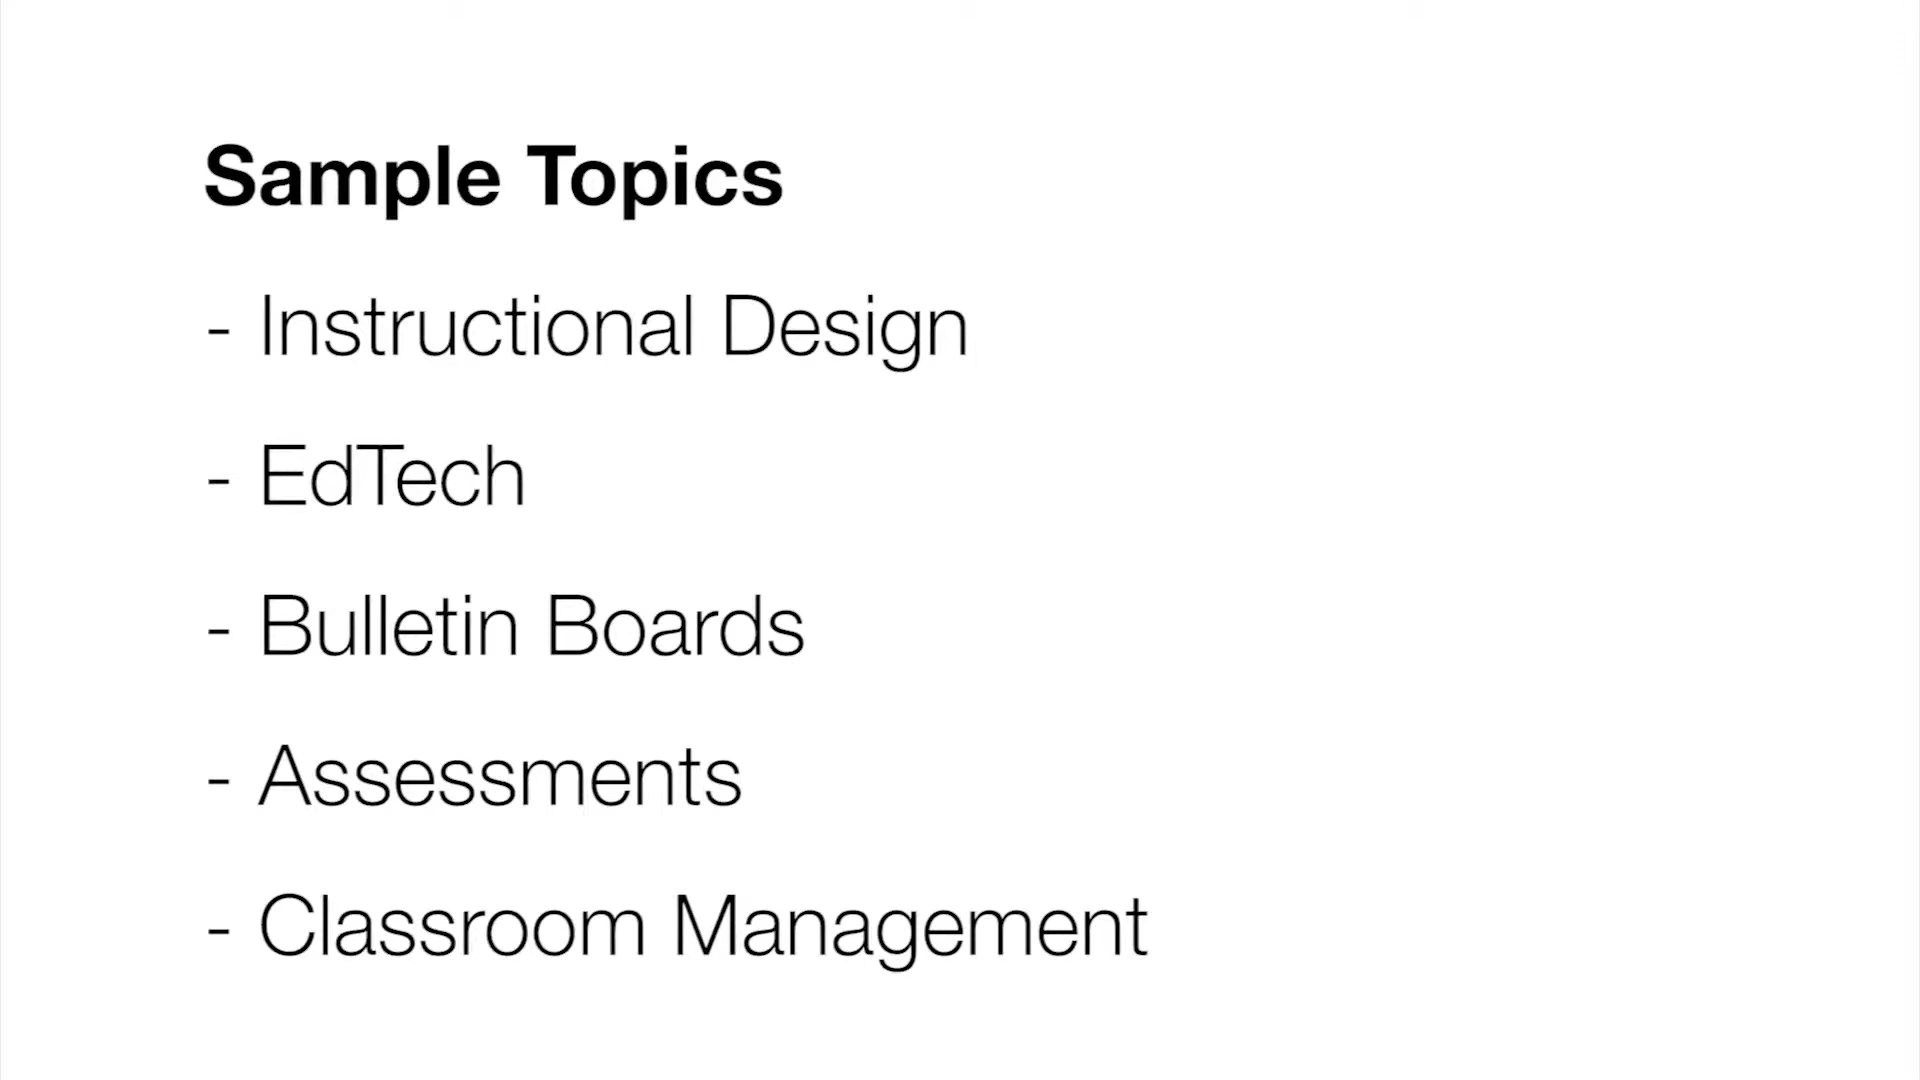 Sample Topics
- Instructional Design
- EdTech
- Bulletin Boards
- Assessments
- Classroom Management